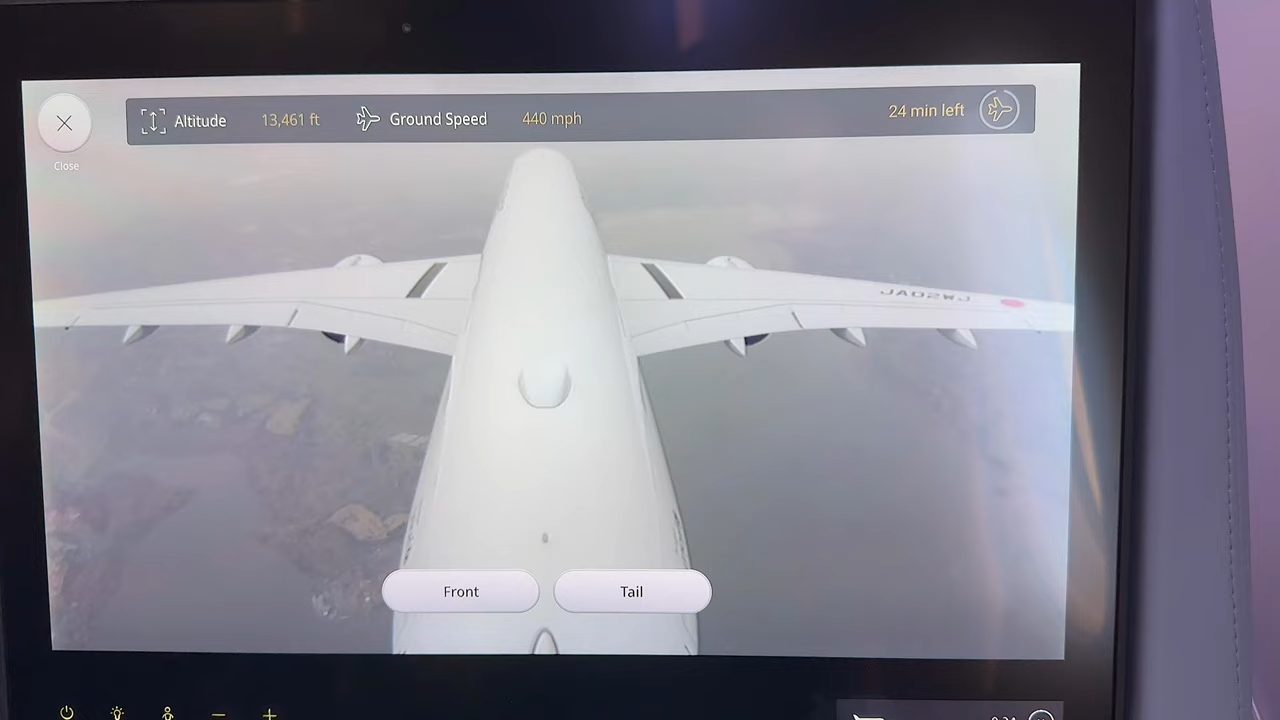 Altitude 13,461 ft Ground Speed 440 mph 24 min left
Close
JA02WJ
Front Tail